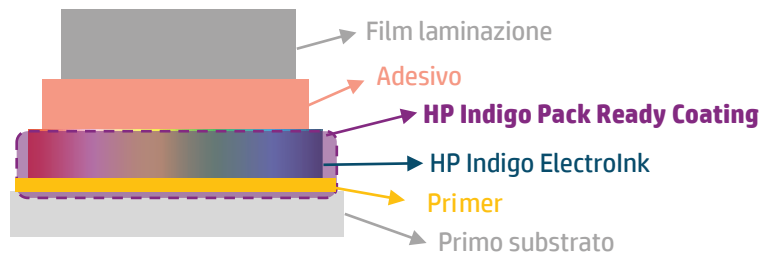 Film laminazione
Adesivo
HP Indigo Pack Ready Coating
HP Indigo ElectroInk
Primer
Primo substrato